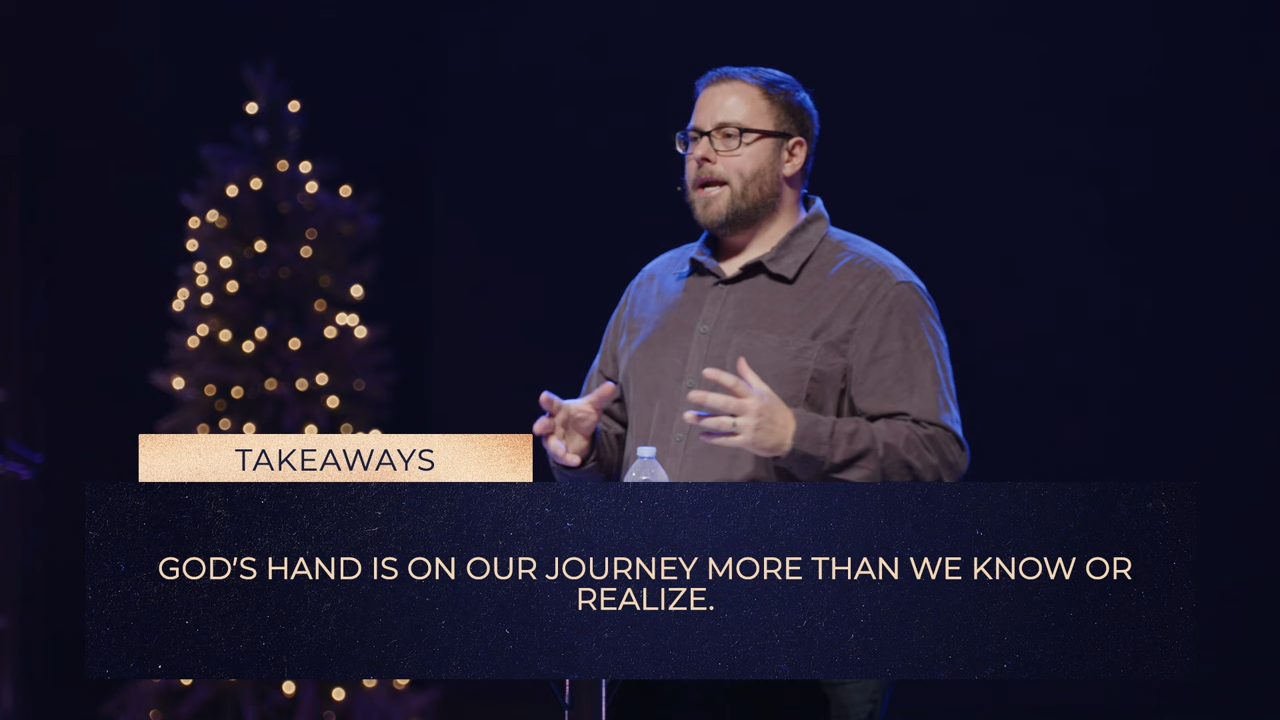 TAKEAWAYS
GOD'S HAND IS ON OUR JOURNEY MORE THAN WE KNOW OR
REALIZE.